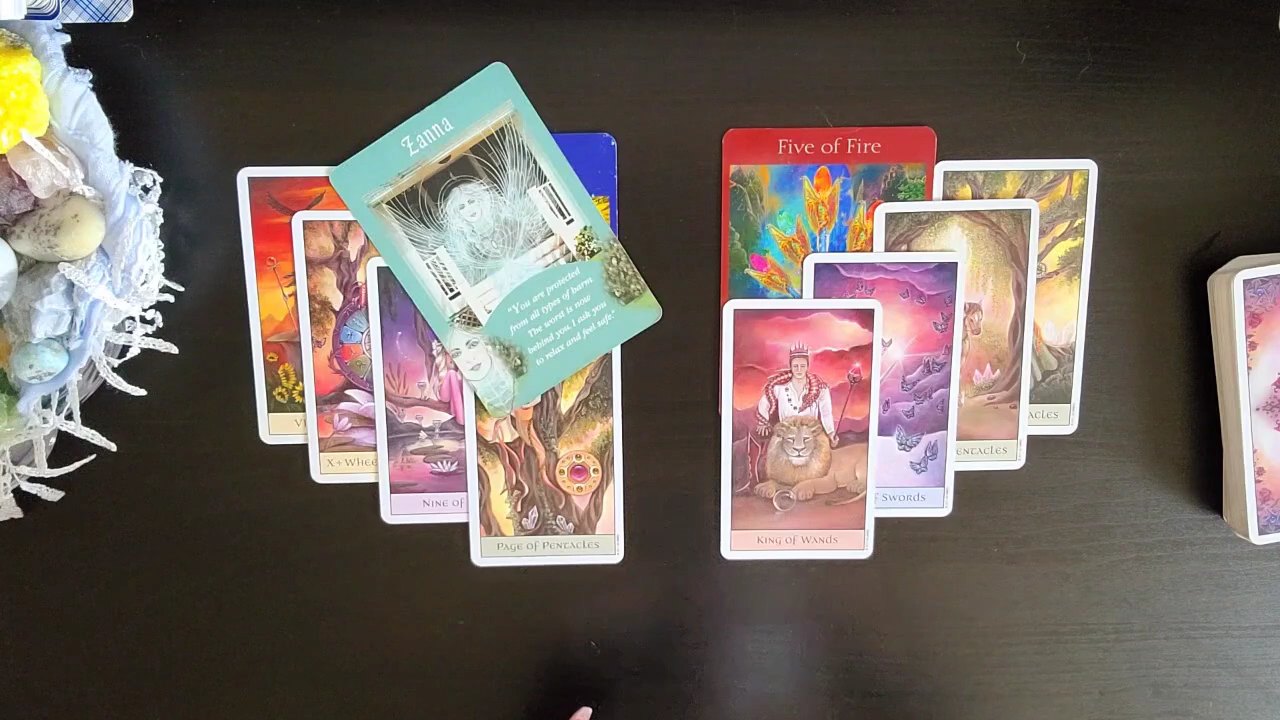 Zanna
"You are protected
from all types of harm
The worst is now
behind you. I ask you
to relax and feel safe."
X+Whee
Nine of
Page of Pentacles
Five of Fire
King of Wands
f Swords
entacles
acles